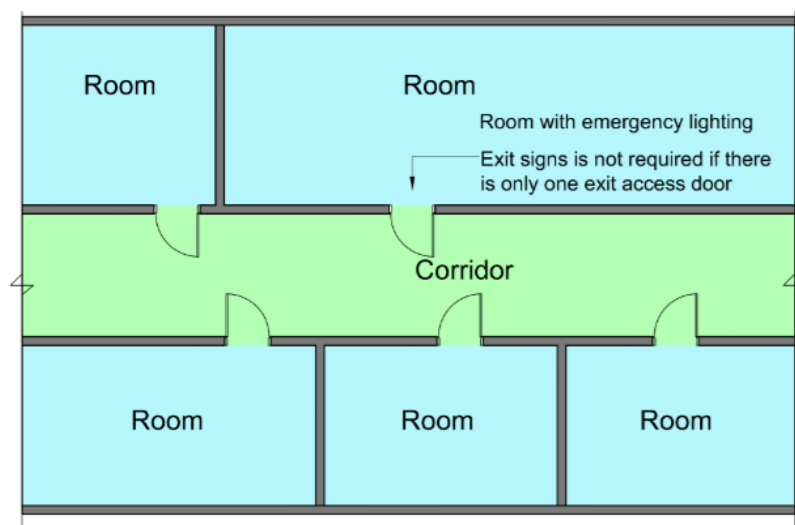 Room
Room
Room with emergency lighting
Exit signs is not required if there
is only one exit access door
Corridor
Room
Room
Room